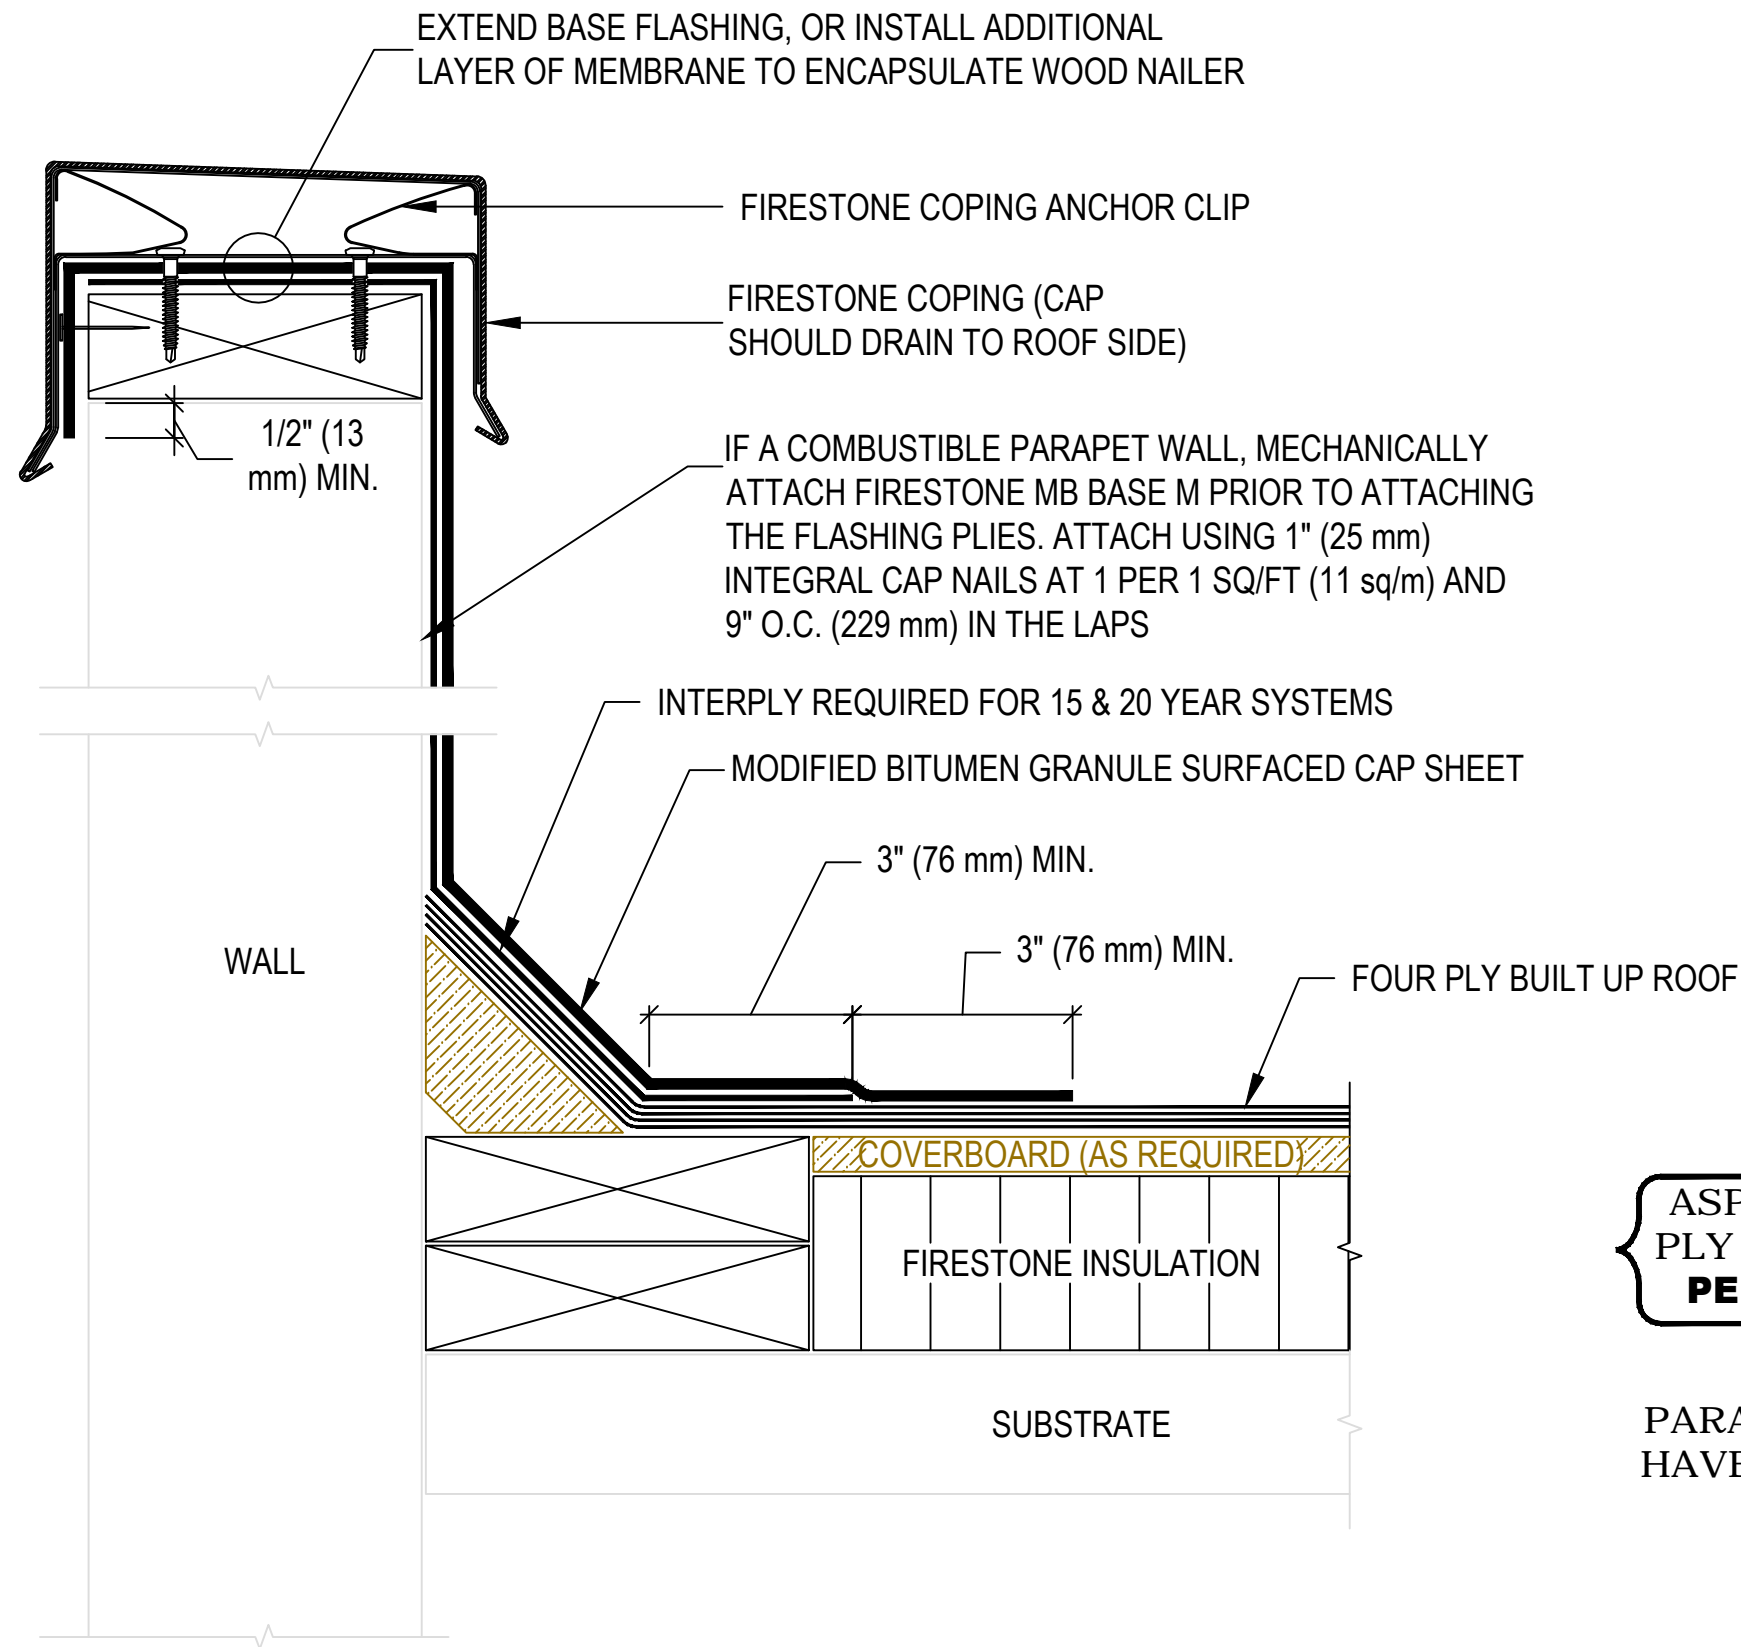 EXTEND BASE FLASHING, OR INSTALL ADDITIONAL
LAYER OF MEMBRANE TO ENCAPSULATE WOOD NAILER
FIRESTONE COPING ANCHOR CLIP
FIRESTONE COPING (CAP
SHOULD DRAIN TO ROOF SIDE)
1/2" (13
mm) MIN.
IF A COMBUSTIBLE PARAPET WALL, MECHANICALLY
ATTACH FIRESTONE MB BASE M PRIOR TO ATTACHING
THE FLASHING PLIES. ATTACH USING 1" (25 mm)
INTEGRAL CAP NAILS AT 1 PER 1 SQ/FT (11 sq/m) AND
9" O.C. (229 mm) IN THE LAPS
INTERPLY REQUIRED FOR 15 & 20 YEAR SYSTEMS
MODIFIED BITUMEN GRANULE SURFACED CAP SHEET
3" (76 mm) MIN.
3" (76 mm) MIN.
WALL
FOUR PLY BUILT UP ROOF
COVERBOARD (AS REQUIRED)
FIRESTONE INSULATION
SUBSTRATE
PLY